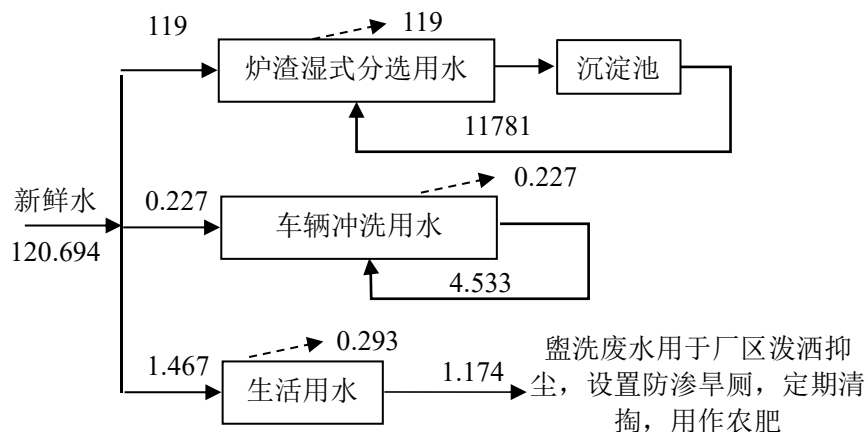 119
119
炉渣湿式分选用水
沉淀池
11781
0.227
新鲜水
0.227
120.694
车辆冲洗用水
4.533
0.293
1.467
生活用水
1.174
盥洗废水用于厂区泼洒抑
尘，设置防渗旱厕，定期清
掏，用作农肥